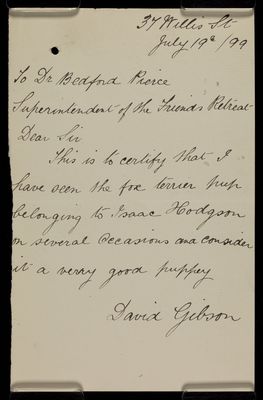 37 Willis St
July 19th/99
To Dr Bedford Pierce
Superintendent of the Friends Retreat
Dear Sir
This is to certify that I
have seen the fox terrier pup
belonging to Isaac Hodgson
on several occasions and consider
it a verry good puppey
David Gibson